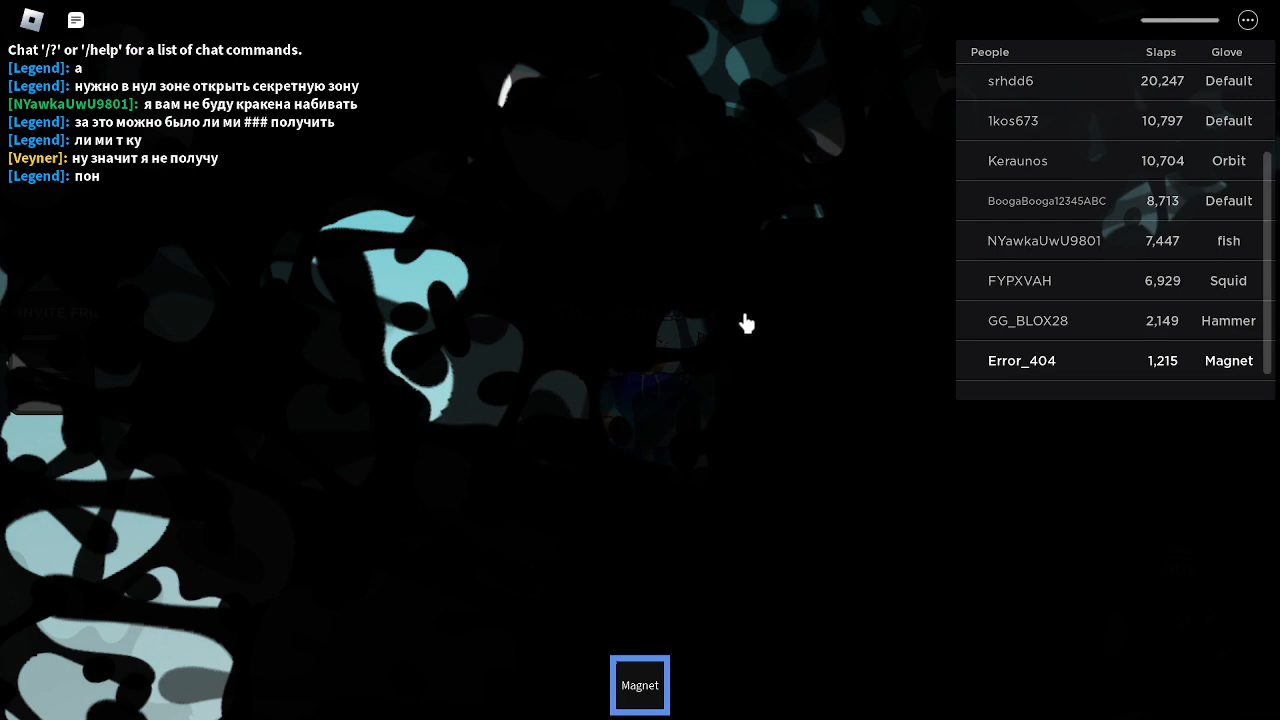 Chat '/?' or '/help' for a list of chat commands.
[Legend]: а
[Legend]: нужно в нул зоне открыть секретную зону
[NYawkaUwU9801]: я вам не буду кракена набивать
[Legend]: за это можно было ли ми ### получить
[Legend]: ли ми т ку
[Veyner]: ну значит я не получу
[Legend]: пон
People Slaps Glove
srhdd6 20,247 Default
1kos673 10,797 Default
Keraunos 10,704 Orbit
BoogaBooga12345ABC 8,713 Default
NYawkaUwU9801 7,447 fish
FYPXVAH 6,929 Squid
GG_BLOX28 2,149 Hammer
Error_404 1,215 Magnet
INVITE
Magnet